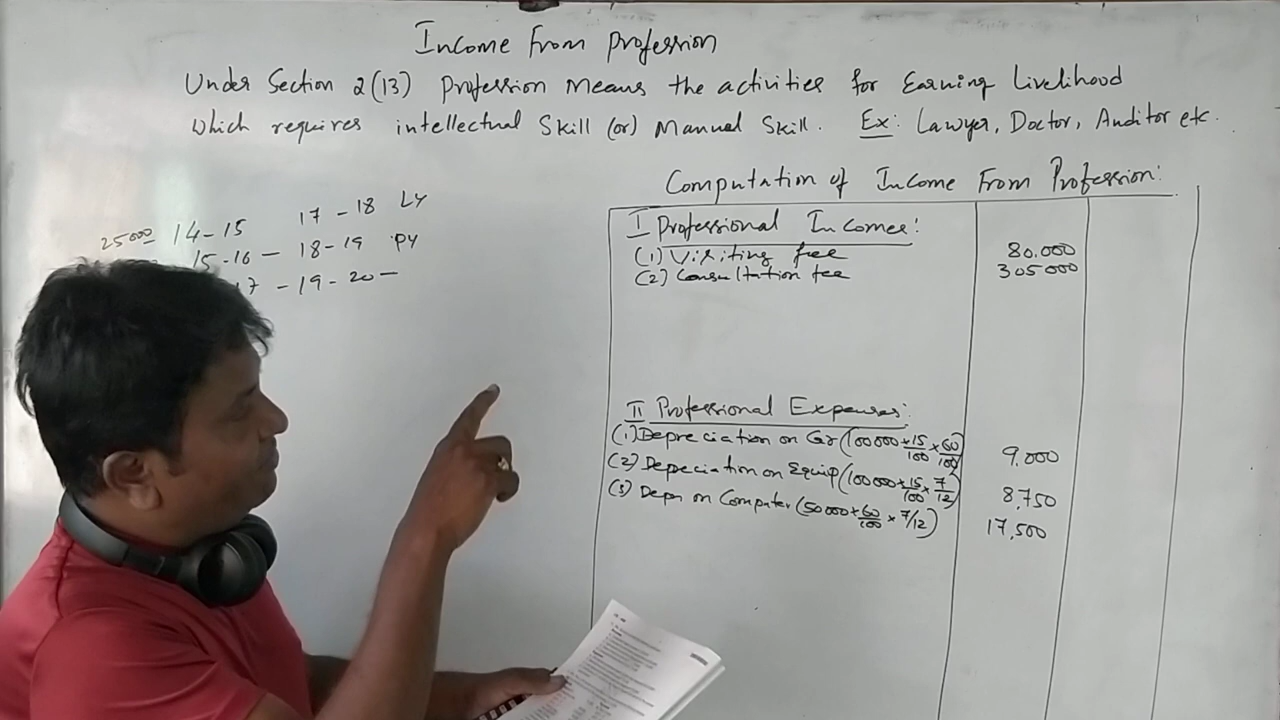 Income From Profession
Under Section 2(13) Profession Means the activities for Earning Livelihood
which requires intellectual Skill (or) Manual Skill. Ex: Lawyer, Doctor, Auditor etc.
25000 14-15 17-18 LY
15-16 - 18-19 PY
17 - 19-20 -
Computation of Income From Profession:
I Professional Incomes:
(1) Visiting fee 80,000
(2) Consultation fee 305000
II Professional Expenses:
(1) Depreciation on Car (100000×15/100×60/100) 9,000
(2) Depreciation on Equip (100000×15/100×7/12) 8,750
(3) Depn on Computer (50000×60/100×7/12) 17,500